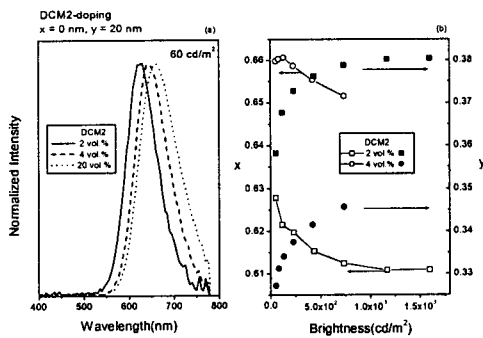 DCM2-doping
x = 0 nm, y = 20 nm
(a)
60 cd/m²
DCM2
2 vol %
4 vol %
20 vol %
Normalized Intensity
400 500 600 700 800
Wavelength(nm)
(b)
0.66
0.65
0.64
x
0.63
0.62
0.61
DCM2
2 vol %
4 vol %
0.38
0.37
0.36
y
0.35
0.34
0.33
0.0 5.0x10³ 1.0x10⁴ 1.5x10⁴
Brightness(cd/m²)